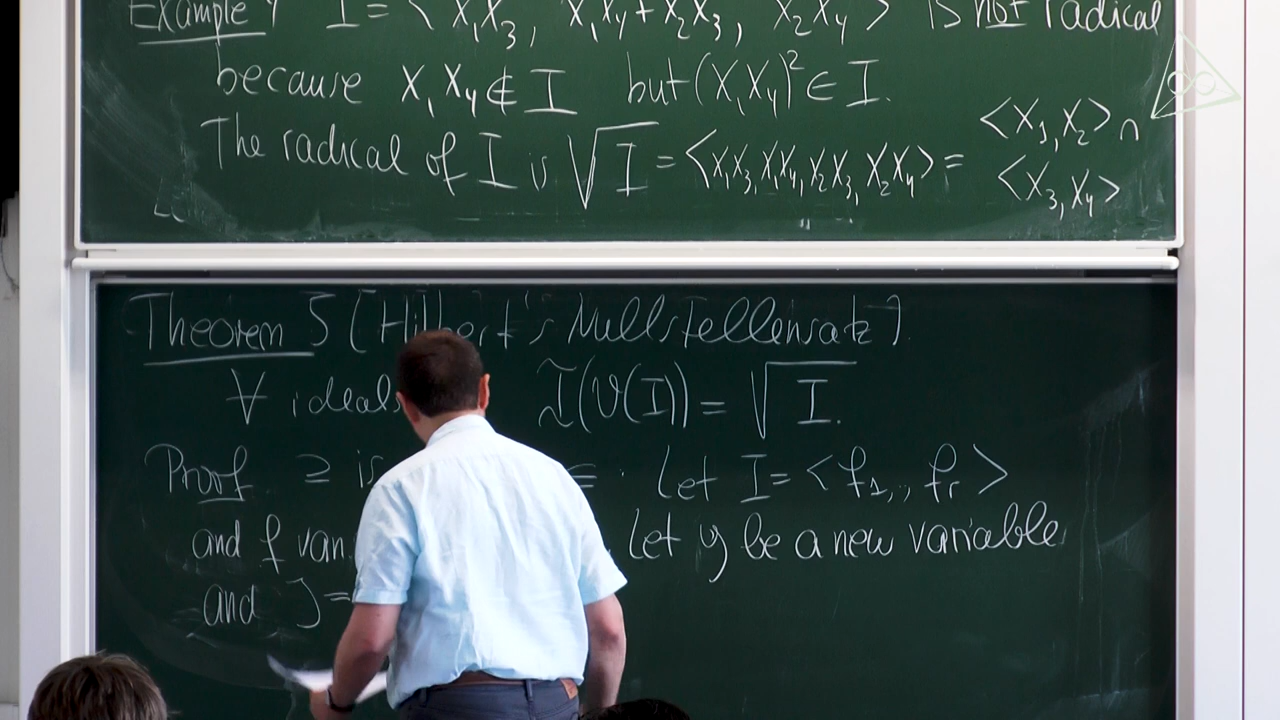 Example I = < x₁x₃, x₁x₄+x₂x₃, x₂x₄ > is not radical
because x₁x₄ ∉ I but (x₁x₄)² ∈ I.
The radical of I is √I = <x₁x₃, x₁x₄, x₂x₃, x₂x₄> = <x₁,x₂> ∩
<x₃,x₄>
Theorem 5 [Hilbert's Nullstellensatz].
∀ ideals I(V(I)) = √I.
Proof ⊇ is ⊆ : Let I = <f₁,.., fᵣ>
and f van. Let y be a new variable
and J =